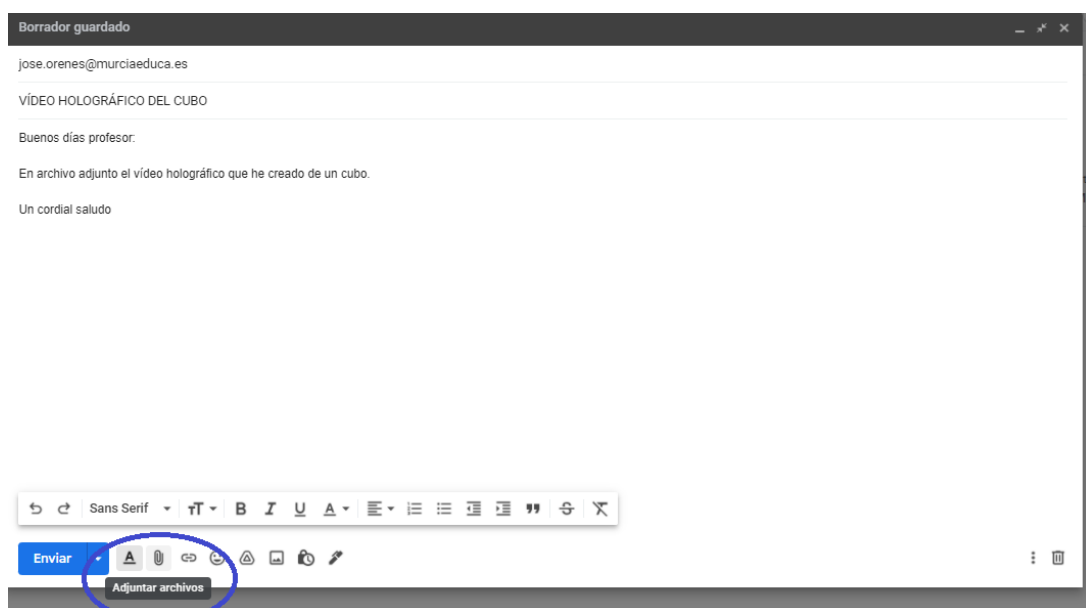 Borrador guardado
jose.orenes@murciaeduca.es
VÍDEO HOLOGRÁFICO DEL CUBO
Buenos días profesor:
En archivo adjunto el vídeo holográfico que he creado de un cubo.
Un cordial saludo
Sans Serif
Enviar
Adjuntar archivos